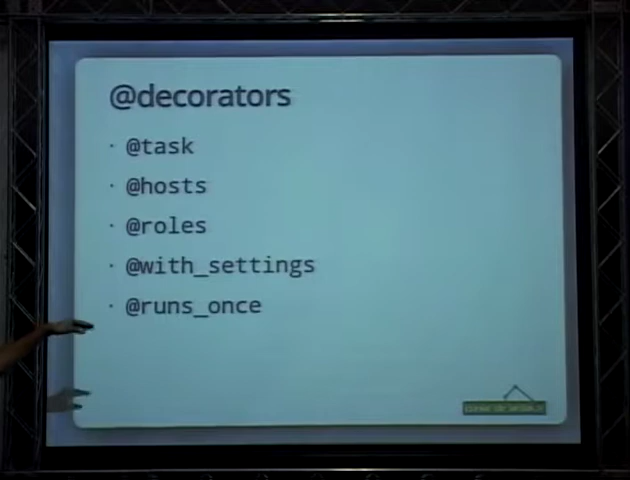 @decorators
· @task
· @hosts
· @roles
· @with_settings
· @runs_once